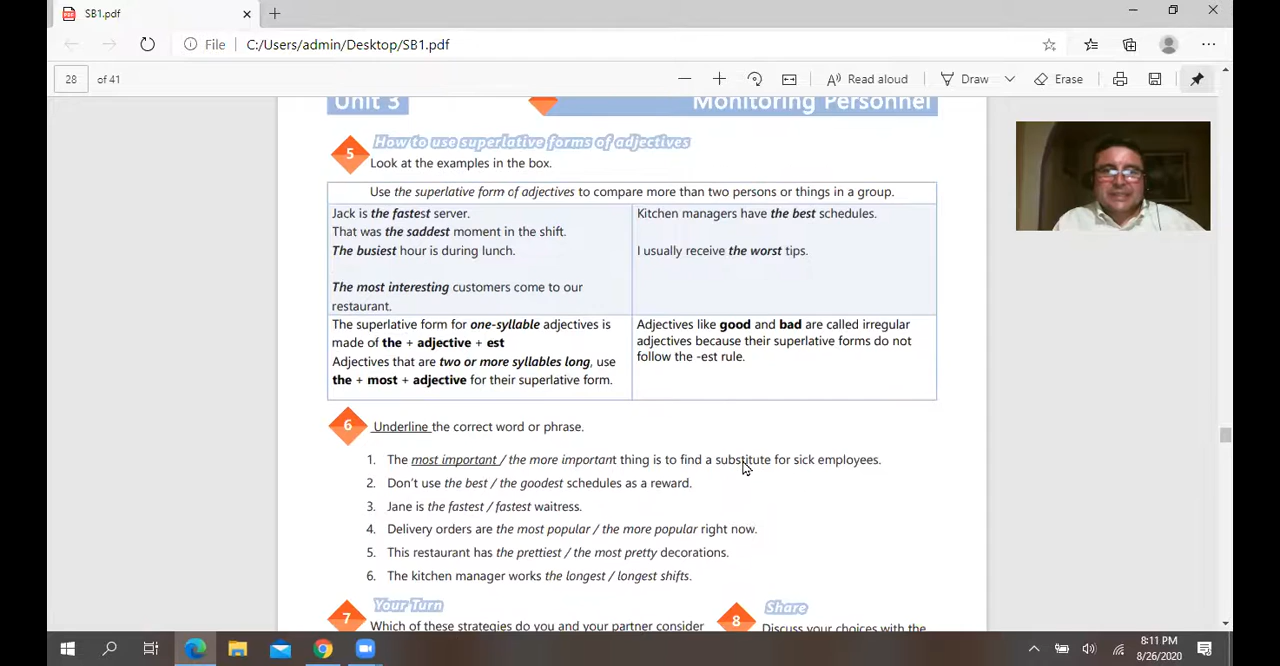 SB1.pdf
File C:/Users/admin/Desktop/SB1.pdf
28 of 41 Read aloud Draw Erase
Unit 3 Monitoring Personnel
5 How to use superlative forms of adjectives
Look at the examples in the box.
Use the superlative form of adjectives to compare more than two persons or things in a group.
Jack is the fastest server.
That was the saddest moment in the shift.
The busiest hour is during lunch.
The most interesting customers come to our
restaurant.
Kitchen managers have the best schedules.
I usually receive the worst tips.
The superlative form for one-syllable adjectives is
made of the + adjective + est
Adjectives that are two or more syllables long, use
the + most + adjective for their superlative form.
Adjectives like good and bad are called irregular
adjectives because their superlative forms do not
follow the -est rule.
6 Underline the correct word or phrase.
1. The most important / the more important thing is to find a substitute for sick employees.
2. Don't use the best / the goodest schedules as a reward.
3. Jane is the fastest / fastest waitress.
4. Delivery orders are the most popular / the more popular right now.
5. This restaurant has the prettiest / the most pretty decorations.
6. The kitchen manager works the longest / longest shifts.
7 Your Turn
Which of these strategies do you and your partner consider
8 Share
Discuss your choices with the
8:11 PM
8/26/2020